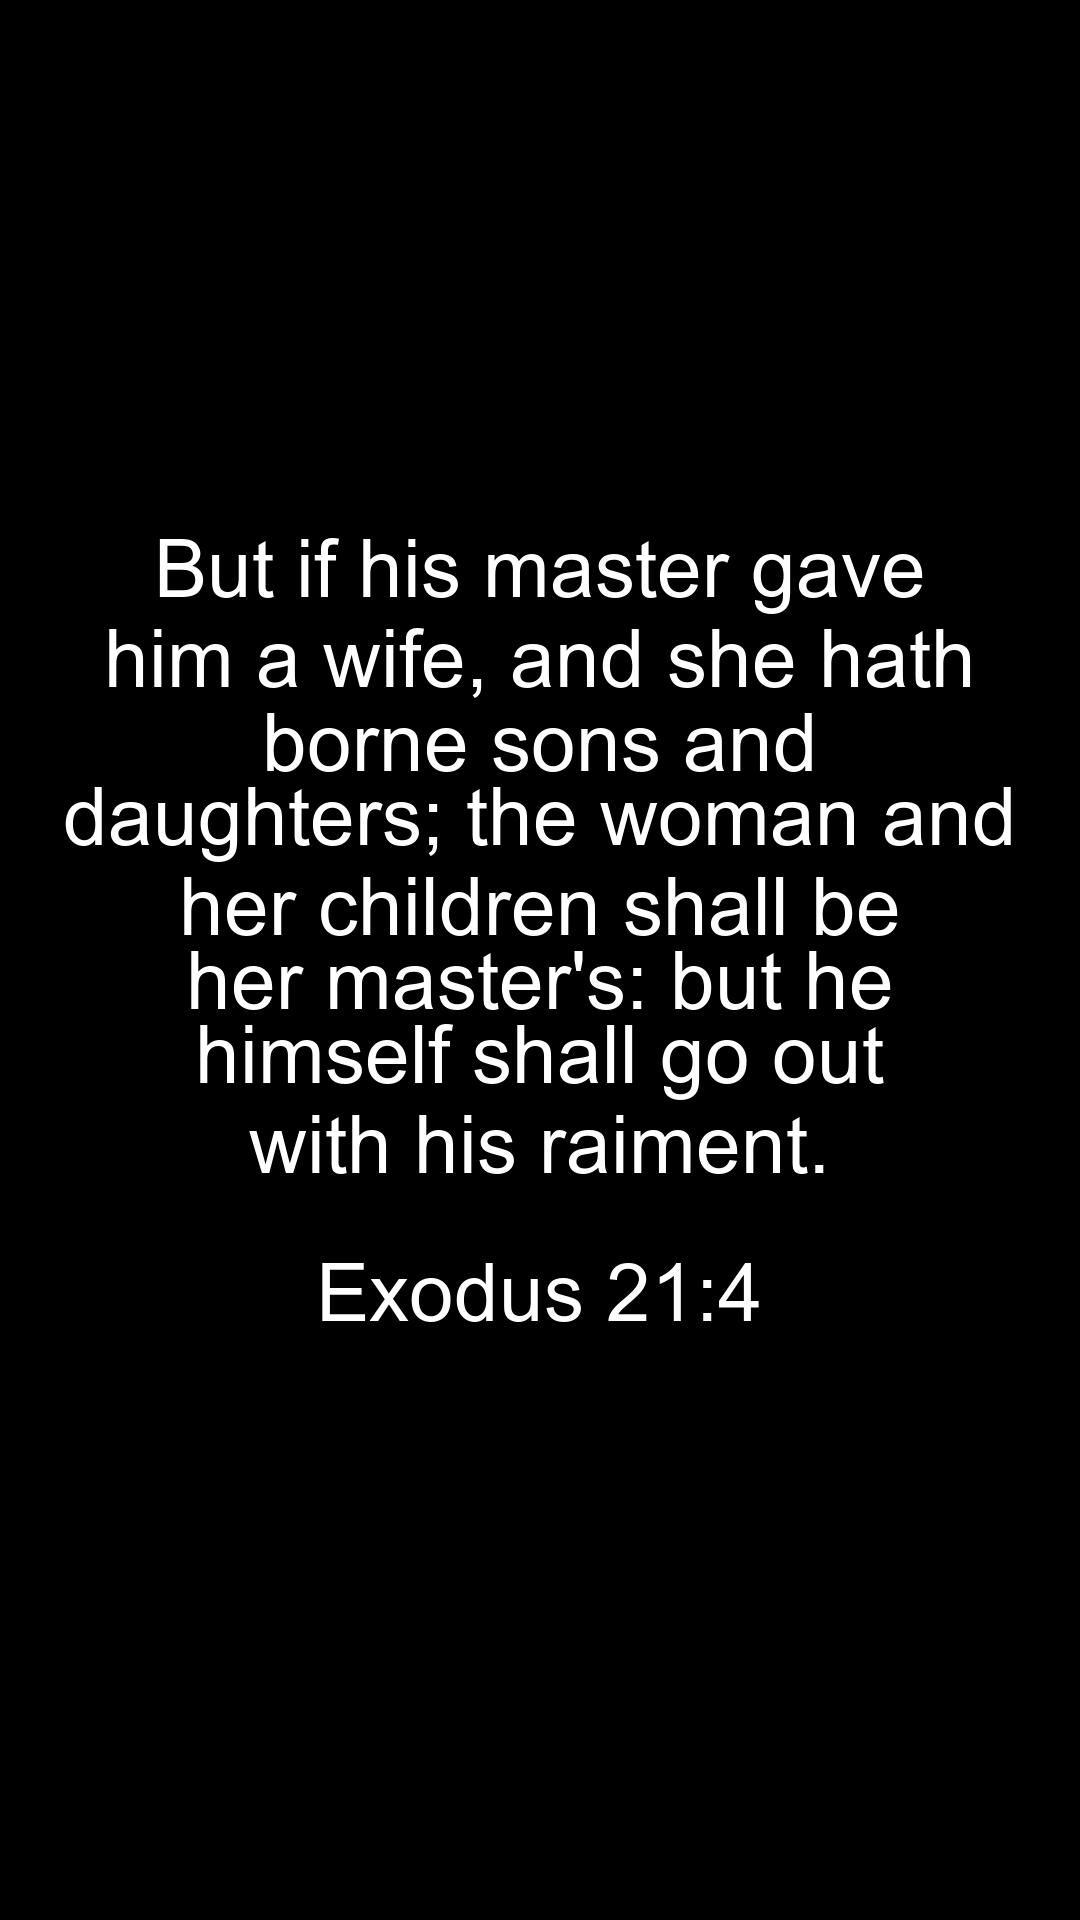 But if his master gave
him a wife, and she hath
borne sons and
daughters; the woman and
her children shall be
her master's: but he
himself shall go out
with his raiment.
Exodus 21:4